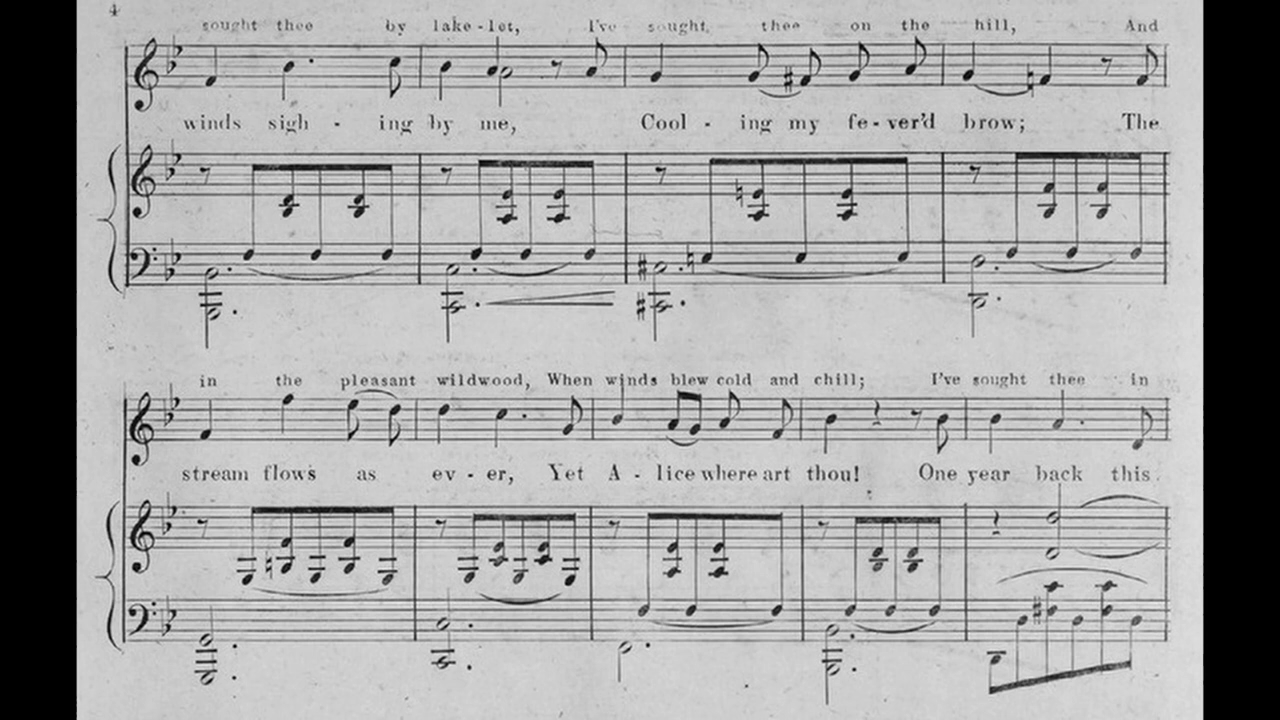 4
sought thee by lake-let, I've sought thee on the hill, And
winds sigh - ing by me, Cool - ing my fe-ver'd brow; The
in the pleasant wildwood, When winds blew cold and chill; I've sought thee in
stream flows as ev - er, Yet A - lice where art thou! One year back this